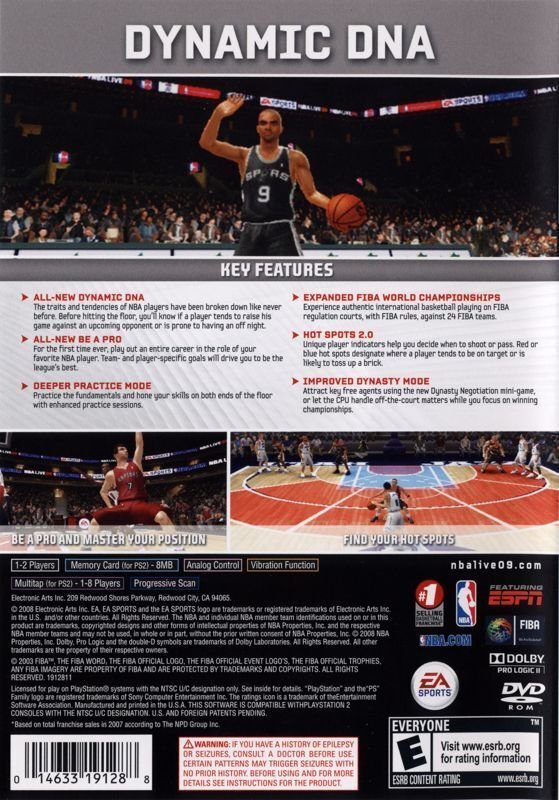 DYNAMIC DNA
NBA LIVE 09
EA SPORTS
EA SPORTS
SPURS
9
KEY FEATURES
ALL-NEW DYNAMIC DNA
The traits and tendencies of NBA players have been broken down like never
before. Before hitting the floor, you'll know if a player tends to raise his
game against an upcoming opponent or is prone to having an off night.
ALL-NEW BE A PRO
For the first time ever, play out an entire career in the role of your
favorite NBA player. Team- and player-specific goals will drive you to be the
league's best.
DEEPER PRACTICE MODE
Practice the fundamentals and hone your skills on both ends of the floor
with enhanced practice sessions.
EXPANDED FIBA WORLD CHAMPIONSHIPS
Experience authentic international basketball playing on FIBA
regulation courts, with FIBA rules, against 24 FIBA teams.
HOT SPOTS 2.0
Unique player indicators help you decide when to shoot or pass. Red or
blue hot spots designate where a player tends to be on target or is
likely to toss up a brick.
IMPROVED DYNASTY MODE
Attract key free agents using the new Dynasty Negotiation mini-game,
or let the CPU handle off-the-court matters while you focus on winning
championships.
BE A PRO AND MASTER YOUR POSITION
FIND YOUR HOT SPOTS
1-2 Players
Memory Card (for PS2) - 8MB
Analog Control
Vibration Function
Multitap (for PS2) - 1-8 Players
Progressive Scan
nbalive09.com
Electronic Arts Inc. 209 Redwood Shores Parkway, Redwood City, CA 94065.
© 2008 Electronic Arts Inc. EA, EA SPORTS and the EA SPORTS logo are trademarks or registered trademarks of Electronic Arts Inc.
in the U.S. and/or other countries. All Rights Reserved. The NBA and individual NBA member team identifications used on or in this
product are trademarks, copyrighted designs and other forms of intellectual properties of NBA Properties, Inc. and the respective
NBA member teams and may not be used, in whole or in part, without the prior written consent of NBA Properties, Inc. © 2008 NBA
Properties, Inc. Dolby, Pro Logic and the double-D symbols are trademarks of Dolby Laboratories. All Rights Reserved. All other
trademarks are the property of their respective owners.
© 2003 FIBA™, THE FIBA WORD, THE FIBA OFFICIAL LOGO, THE FIBA OFFICIAL EVENT LOGO'S, THE FIBA OFFICIAL TROPHIES,
ANY FIBA IMAGERY ARE PROPERTY OF FIBA AND ARE PROTECTED BY TRADEMARKS AND COPYRIGHTS. ALL RIGHTS
RESERVED. 1912811
Licensed for play on PlayStation®2 systems with the NTSC U/C designation only. See inside for details. "PlayStation" and the"PS"
Family logo are registered trademarks of Sony Computer Entertainment Inc. The ratings icon is a trademark of theEntertainment
Software Association. Manufactured and printed in the U.S.A. THIS SOFTWARE IS COMPATIBLE WITHPLAYSTATION 2
CONSOLES WITH THE NTSC U/C DESIGNATION. U.S. AND FOREIGN PATENTS PENDING.
*Based on total franchise sales in 2007 according to The NPD Group Inc.
#1
SELLING
BASKETBALL
FRANCHISE*
NBA
NBA.COM
FEATURING
ESPN
FIBA
We Are Basketball
EA
SPORTS
DOLBY
PRO LOGIC II
DVD
ROM
0 14633 19128 8
WARNING: IF YOU HAVE A HISTORY OF EPILEPSY
OR SEIZURES, CONSULT A DOCTOR BEFORE USE.
CERTAIN PATTERNS MAY TRIGGER SEIZURES WITH
NO PRIOR HISTORY. BEFORE USING AND FOR MORE
DETAILS SEE INSTRUCTIONS FOR THE PRODUCT.
EVERYONE
E
ESRB CONTENT RATING
Visit www.esrb.org
for rating information
www.esrb.org